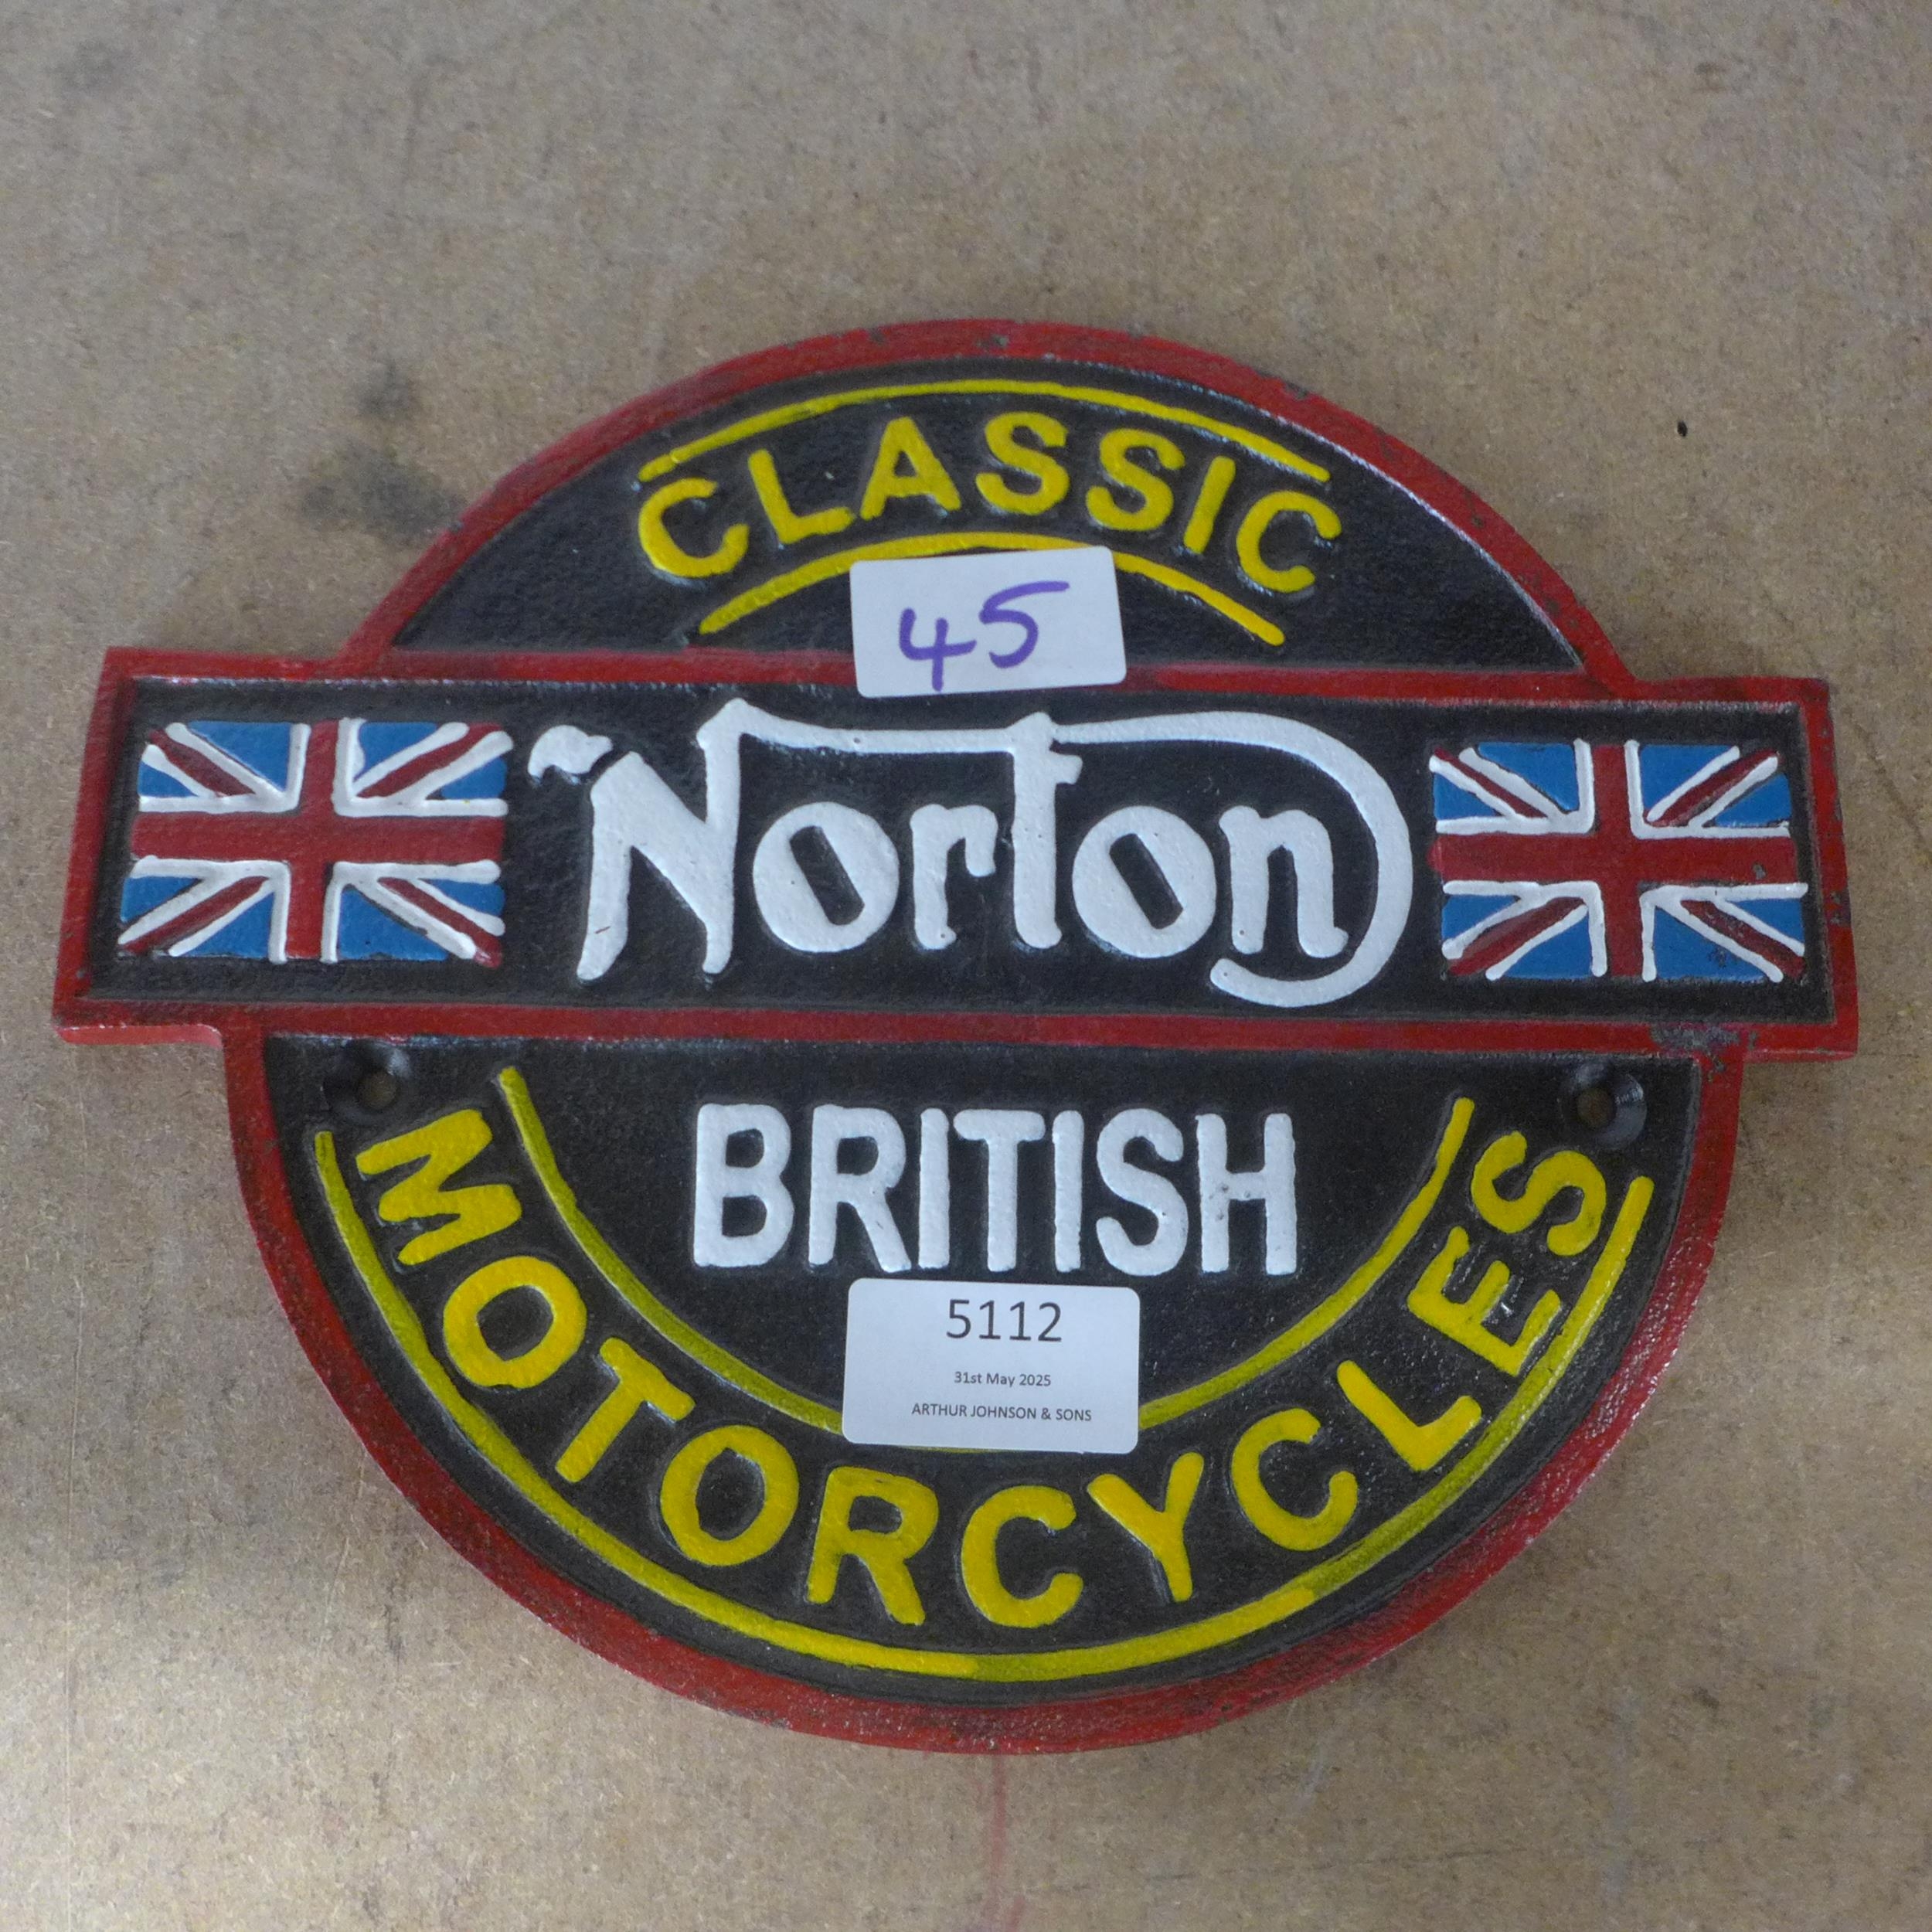 CLASSIC
45
Norton
BRITISH
5112
31st May 2025
ARTHUR JOHNSON & SONS
MOTORCYCLES